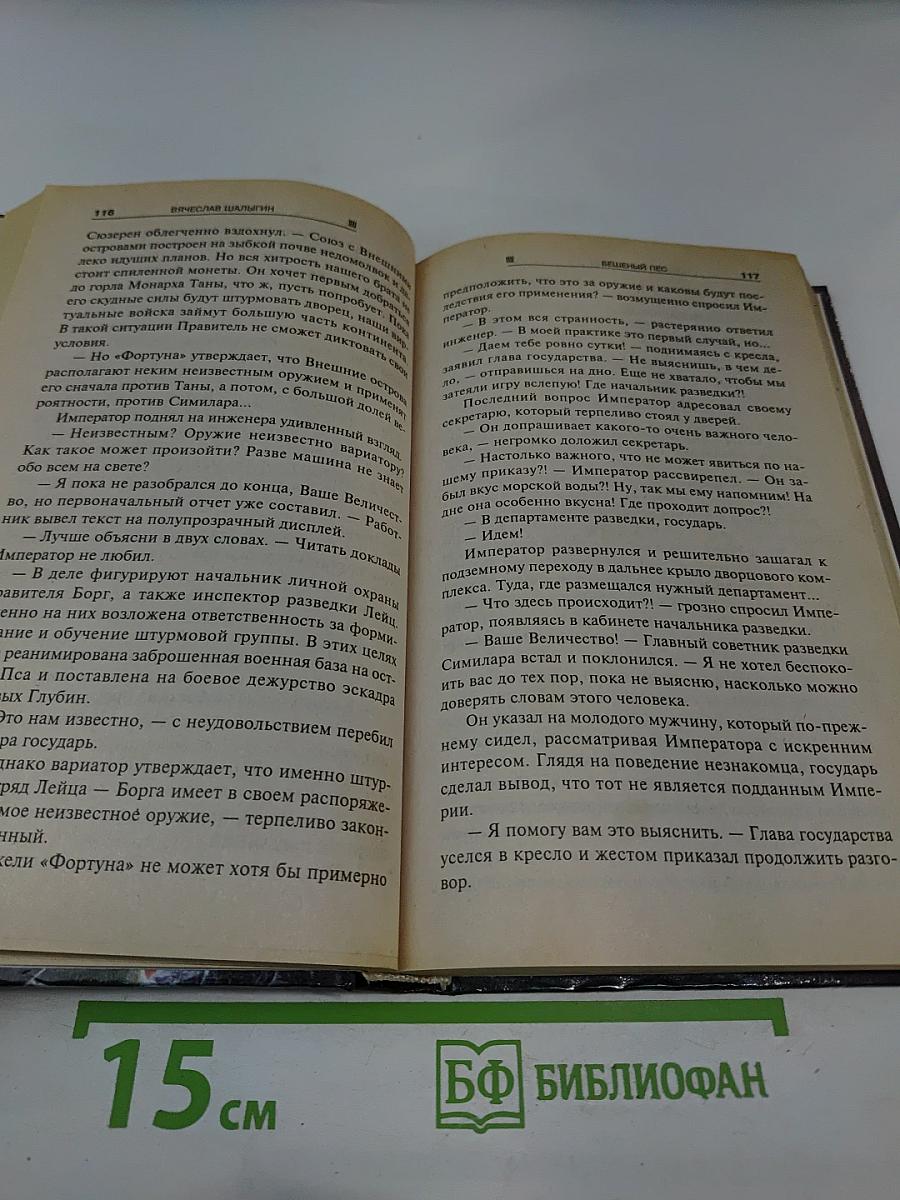 116 ВЯЧЕСЛАВ ШАЛЫГИН
Сюзерен облегченно вздохнул. — Союз с Внешними
островами построен на зыбкой почве недомолвок и да-
леко идущих планов. Но вся хитрость нашего брата не
стоит спиленной монеты. Он хочет первым добраться
до горла Монарха Таны, что ж, пусть попробует. Пока
его скудные силы будут штурмовать дворец, наши вир-
туальные войска займут большую часть континента.
В такой ситуации Правитель не сможет диктовать свои
условия.
— Но «Фортуна» утверждает, что Внешние острова
располагают неким неизвестным оружием и применят
его сначала против Таны, а потом, с большой долей ве-
роятности, против Симилара...
Император поднял на инженера удивленный взгляд.
— Неизвестным? Оружие неизвестно вариатору?
Как такое может произойти? Разве машина не знает
обо всем на свете?
— Я пока не разобрался до конца, Ваше Величест-
во, но первоначальный отчет уже составил. — Работ-
ник вывел текст на полупрозрачный дисплей.
— Лучше объясни в двух словах. — Читать доклады
Император не любил.
— В деле фигурируют начальник личной охраны
равителя Борг, а также инспектор разведки Лейц.
енно на них возложена ответственность за форми-
ание и обучение штурмовой группы. В этих целях
реанимирована заброшенная военная база на ост-
Пса и поставлена на боевое дежурство эскадра
вых Глубин.
Это нам известно, — с неудовольствием перебил
ра государь.
днако вариатор утверждает, что именно штур-
тряд Лейца — Борга имеет в своем распоряже-
мое неизвестное оружие, — терпеливо закон-
нный.
жели «Фортуна» не может хотя бы примерно
БЕШЕНЫЙ ПЕС 117
предположить, что это за оружие и каковы будут пос-
ледствия его применения? — возмущенно спросил Им-
ператор.
— В этом вся странность, — растерянно ответил
инженер. — В моей практике это первый случай, но...
— Даем тебе ровно сутки! — поднимаясь с кресла,
заявил глава государства. — Не выяснишь, в чем де-
ло, — отправишься на дно. Еще не хватало, чтобы мы
затеяли игру вслепую! Где начальник разведки?!
Последний вопрос Император адресовал своему
секретарю, который терпеливо стоял у дверей.
— Он допрашивает какого-то очень важного чело-
века, — негромко доложил секретарь.
— Настолько важного, что не может явиться по на-
шему приказу?! — Император рассвирепел. — Он за-
был вкус морской воды?! Ну, так мы ему напомним! На
дне она особенно вкусна! Где проходит допрос?!
— В департаменте разведки, государь.
— Идем!
Император развернулся и решительно зашагал к
подземному переходу в дальнее крыло дворцового ком-
плекса. Туда, где размещался нужный департамент...
— Что здесь происходит?! — грозно спросил Импе-
ратор, появляясь в кабинете начальника разведки.
— Ваше Величество! — Главный советник разведки
Симилара встал и поклонился. — Я не хотел беспоко-
ить вас до тех пор, пока не выясню, насколько можно
доверять словам этого человека.
Он указал на молодого мужчину, который по-преж-
нему сидел, рассматривая Императора с искренним
интересом. Глядя на поведение незнакомца, государь
сделал вывод, что тот не является подданным Импе-
рии.
— Я помогу вам это выяснить. — Глава государства
уселся в кресло и жестом приказал продолжить разго-
вор.
15 см
БФ БИБЛИОФАН